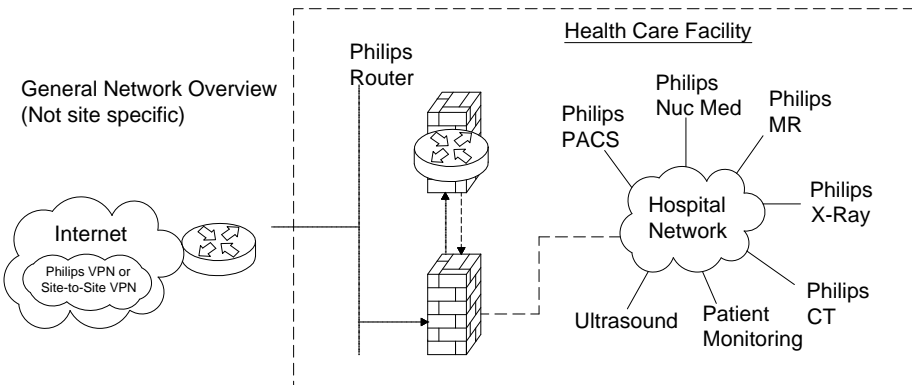 Health Care Facility
General Network Overview
(Not site specific)
Philips
Router
Philips
PACS
Philips
Nuc Med
Philips
MR
Internet
Philips VPN or
Site-to-Site VPN
Hospital
Network
Philips
X-Ray
Ultrasound
Patient
Monitoring
Philips
CT